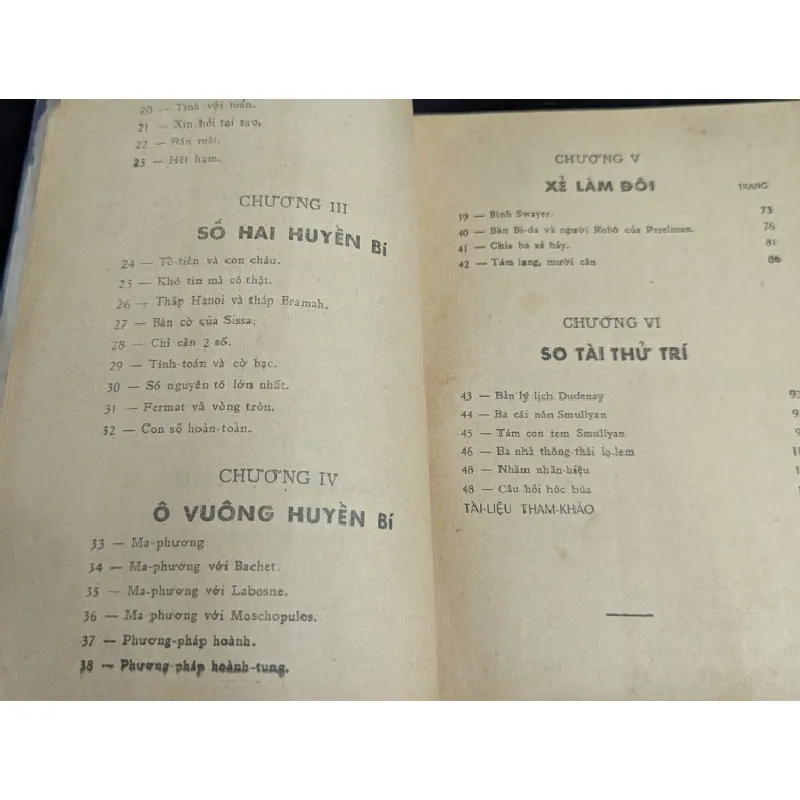 20 — Tính với toán.
21 — Xin hỏi tại sao.
22 — Rắn mắt.
23 — Hết hạm.
CHƯƠNG III
SỐ HAI HUYỀN BÍ
24 — Tổ-tiên và con cháu.
25 — Khó tin mà có thật.
26 — Thấp Hanoi và tháp Bramah.
27 — Bàn cờ của Sissa.
28 — Chỉ cần 2 số.
29 — Tính-toán và cờ bạc.
30 — Số nguyên tố lớn nhất.
31 — Fermat và vòng tròn.
32 — Con số hoàn-toàn.
CHƯƠNG IV
Ô VUÔNG HUYỀN BÍ
33 — Ma-phương
34 — Ma-phương với Bachet.
35 — Ma-phương với Labosne.
36 — Ma phương với Moschopulos.
37 — Phương-pháp hoành.
38 — Phương-pháp hoành-tung.
CHƯƠNG V
XẺ LÀM ĐÔI
TRANG
19 — Bình Swayer. 73
40 — Bàn Bi-da và người Robô của Perelman. 76
41 — Chia ba xẻ bảy. 81
42 — Tám lạng, mười cân 86
CHƯƠNG VI
SO TÀI THỬ TRÍ
43 — Bản lý lịch Dudenay 93
44 — Ba cái nón Smullyan 9
45 — Tám con tem Smullyan 9
46 — Ba nhà thông-thái lọ-lem 1
48 — Nhầm nhãn-hiệu 1
48 — Câu hỏi hóc búa
TÀI-LIỆU THAM-KHẢO